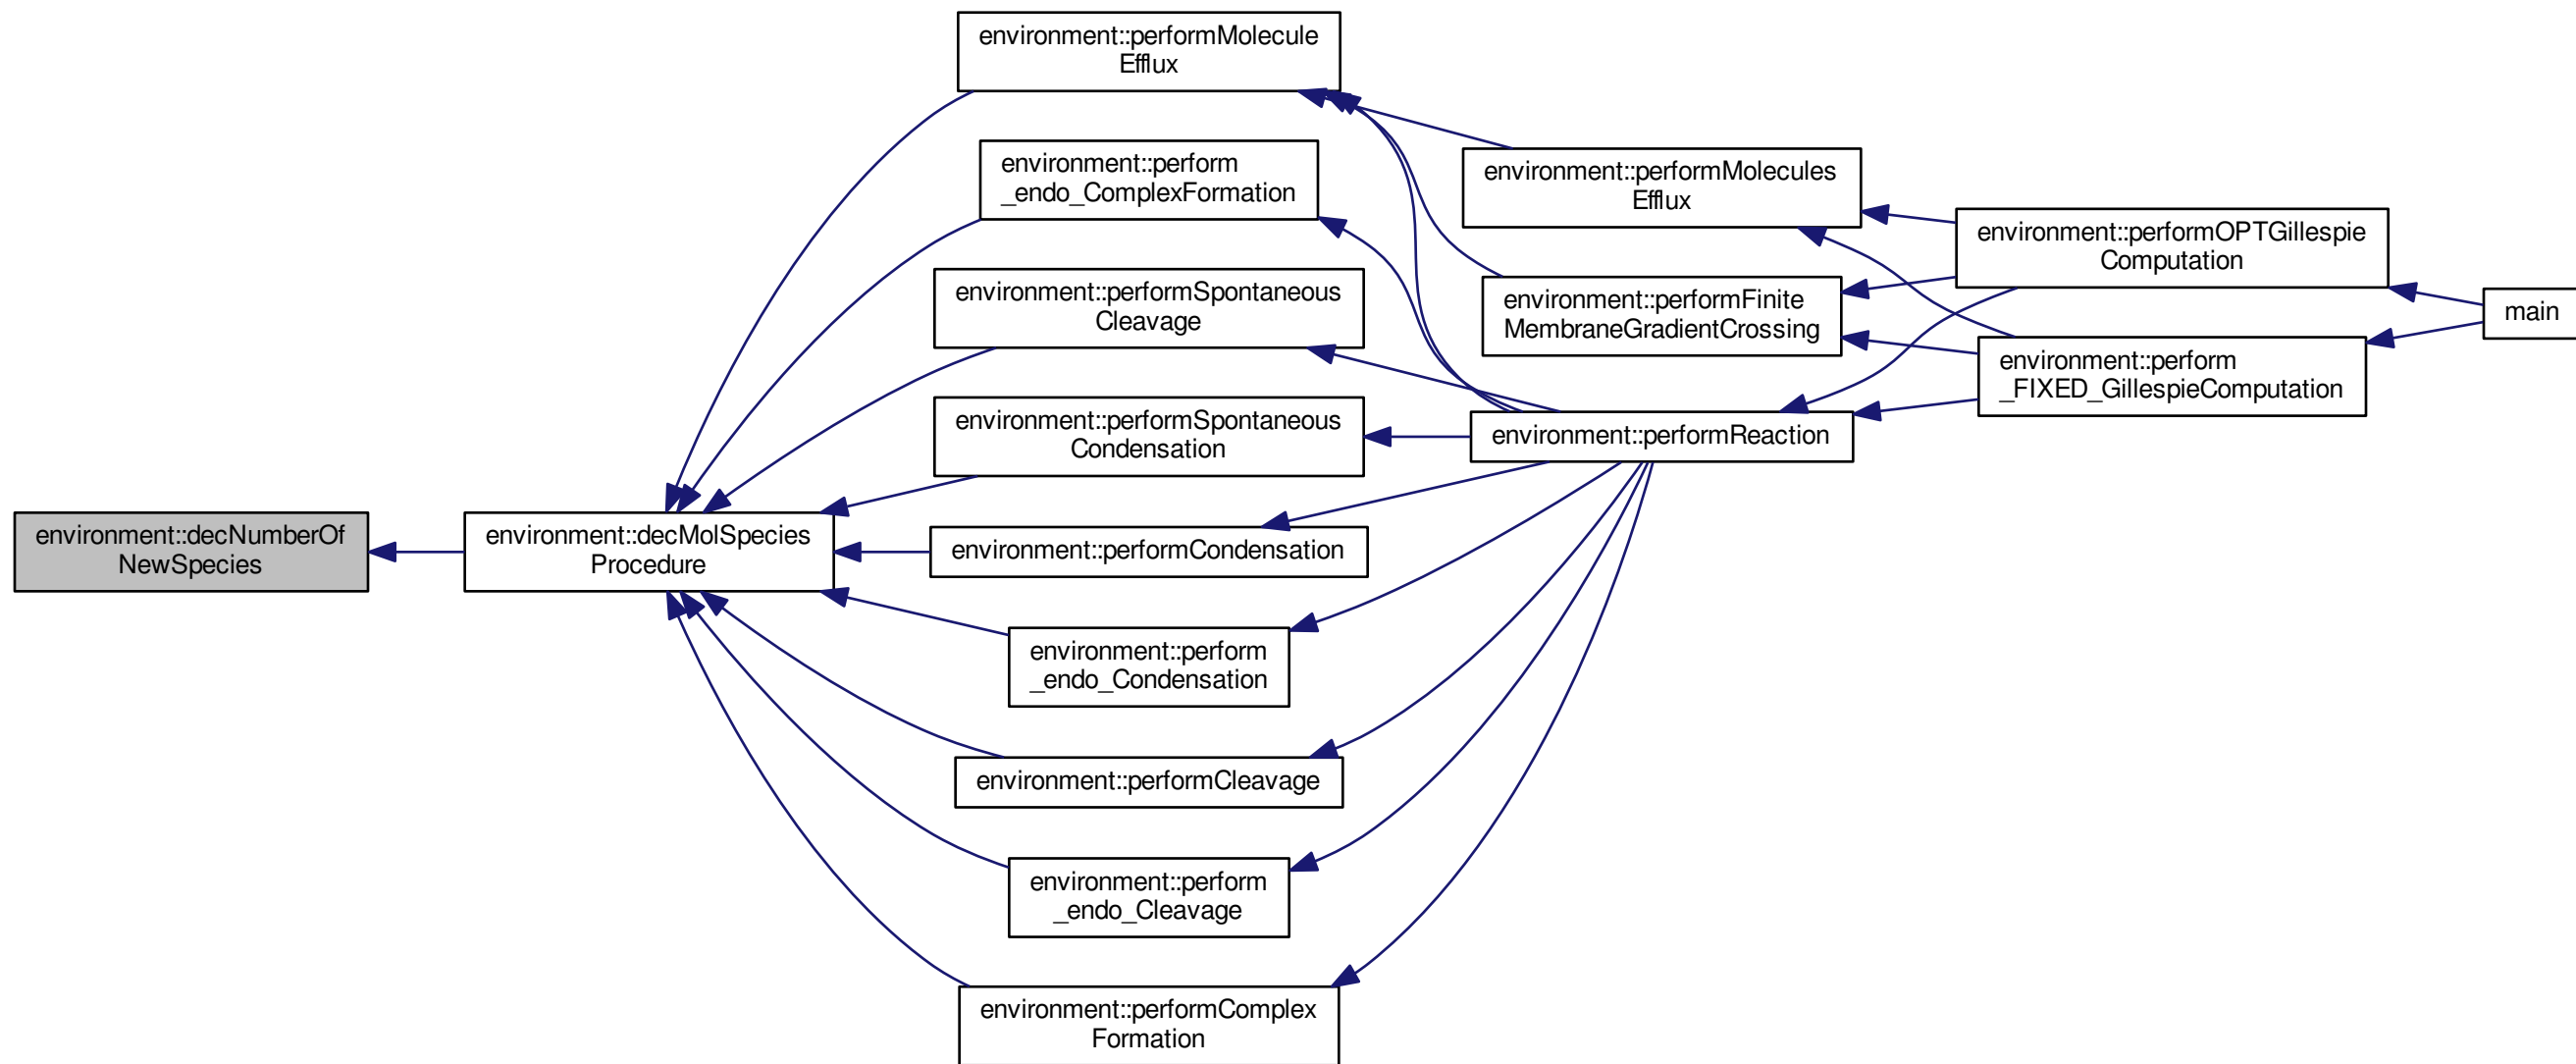 environment::performMolecule
Efflux
environment::perform
_endo_ComplexFormation
environment::performMolecules
Efflux
environment::performOPTGillespie
Computation
environment::performSpontaneous
Cleavage
environment::performFinite
MembraneGradientCrossing
main
environment::perform
_FIXED_GillespieComputation
environment::performSpontaneous
Condensation
environment::performReaction
environment::decNumberOf
NewSpecies
environment::decMolSpecies
Procedure
environment::performCondensation
environment::perform
_endo_Condensation
environment::performCleavage
environment::perform
_endo_Cleavage
environment::performComplex
Formation